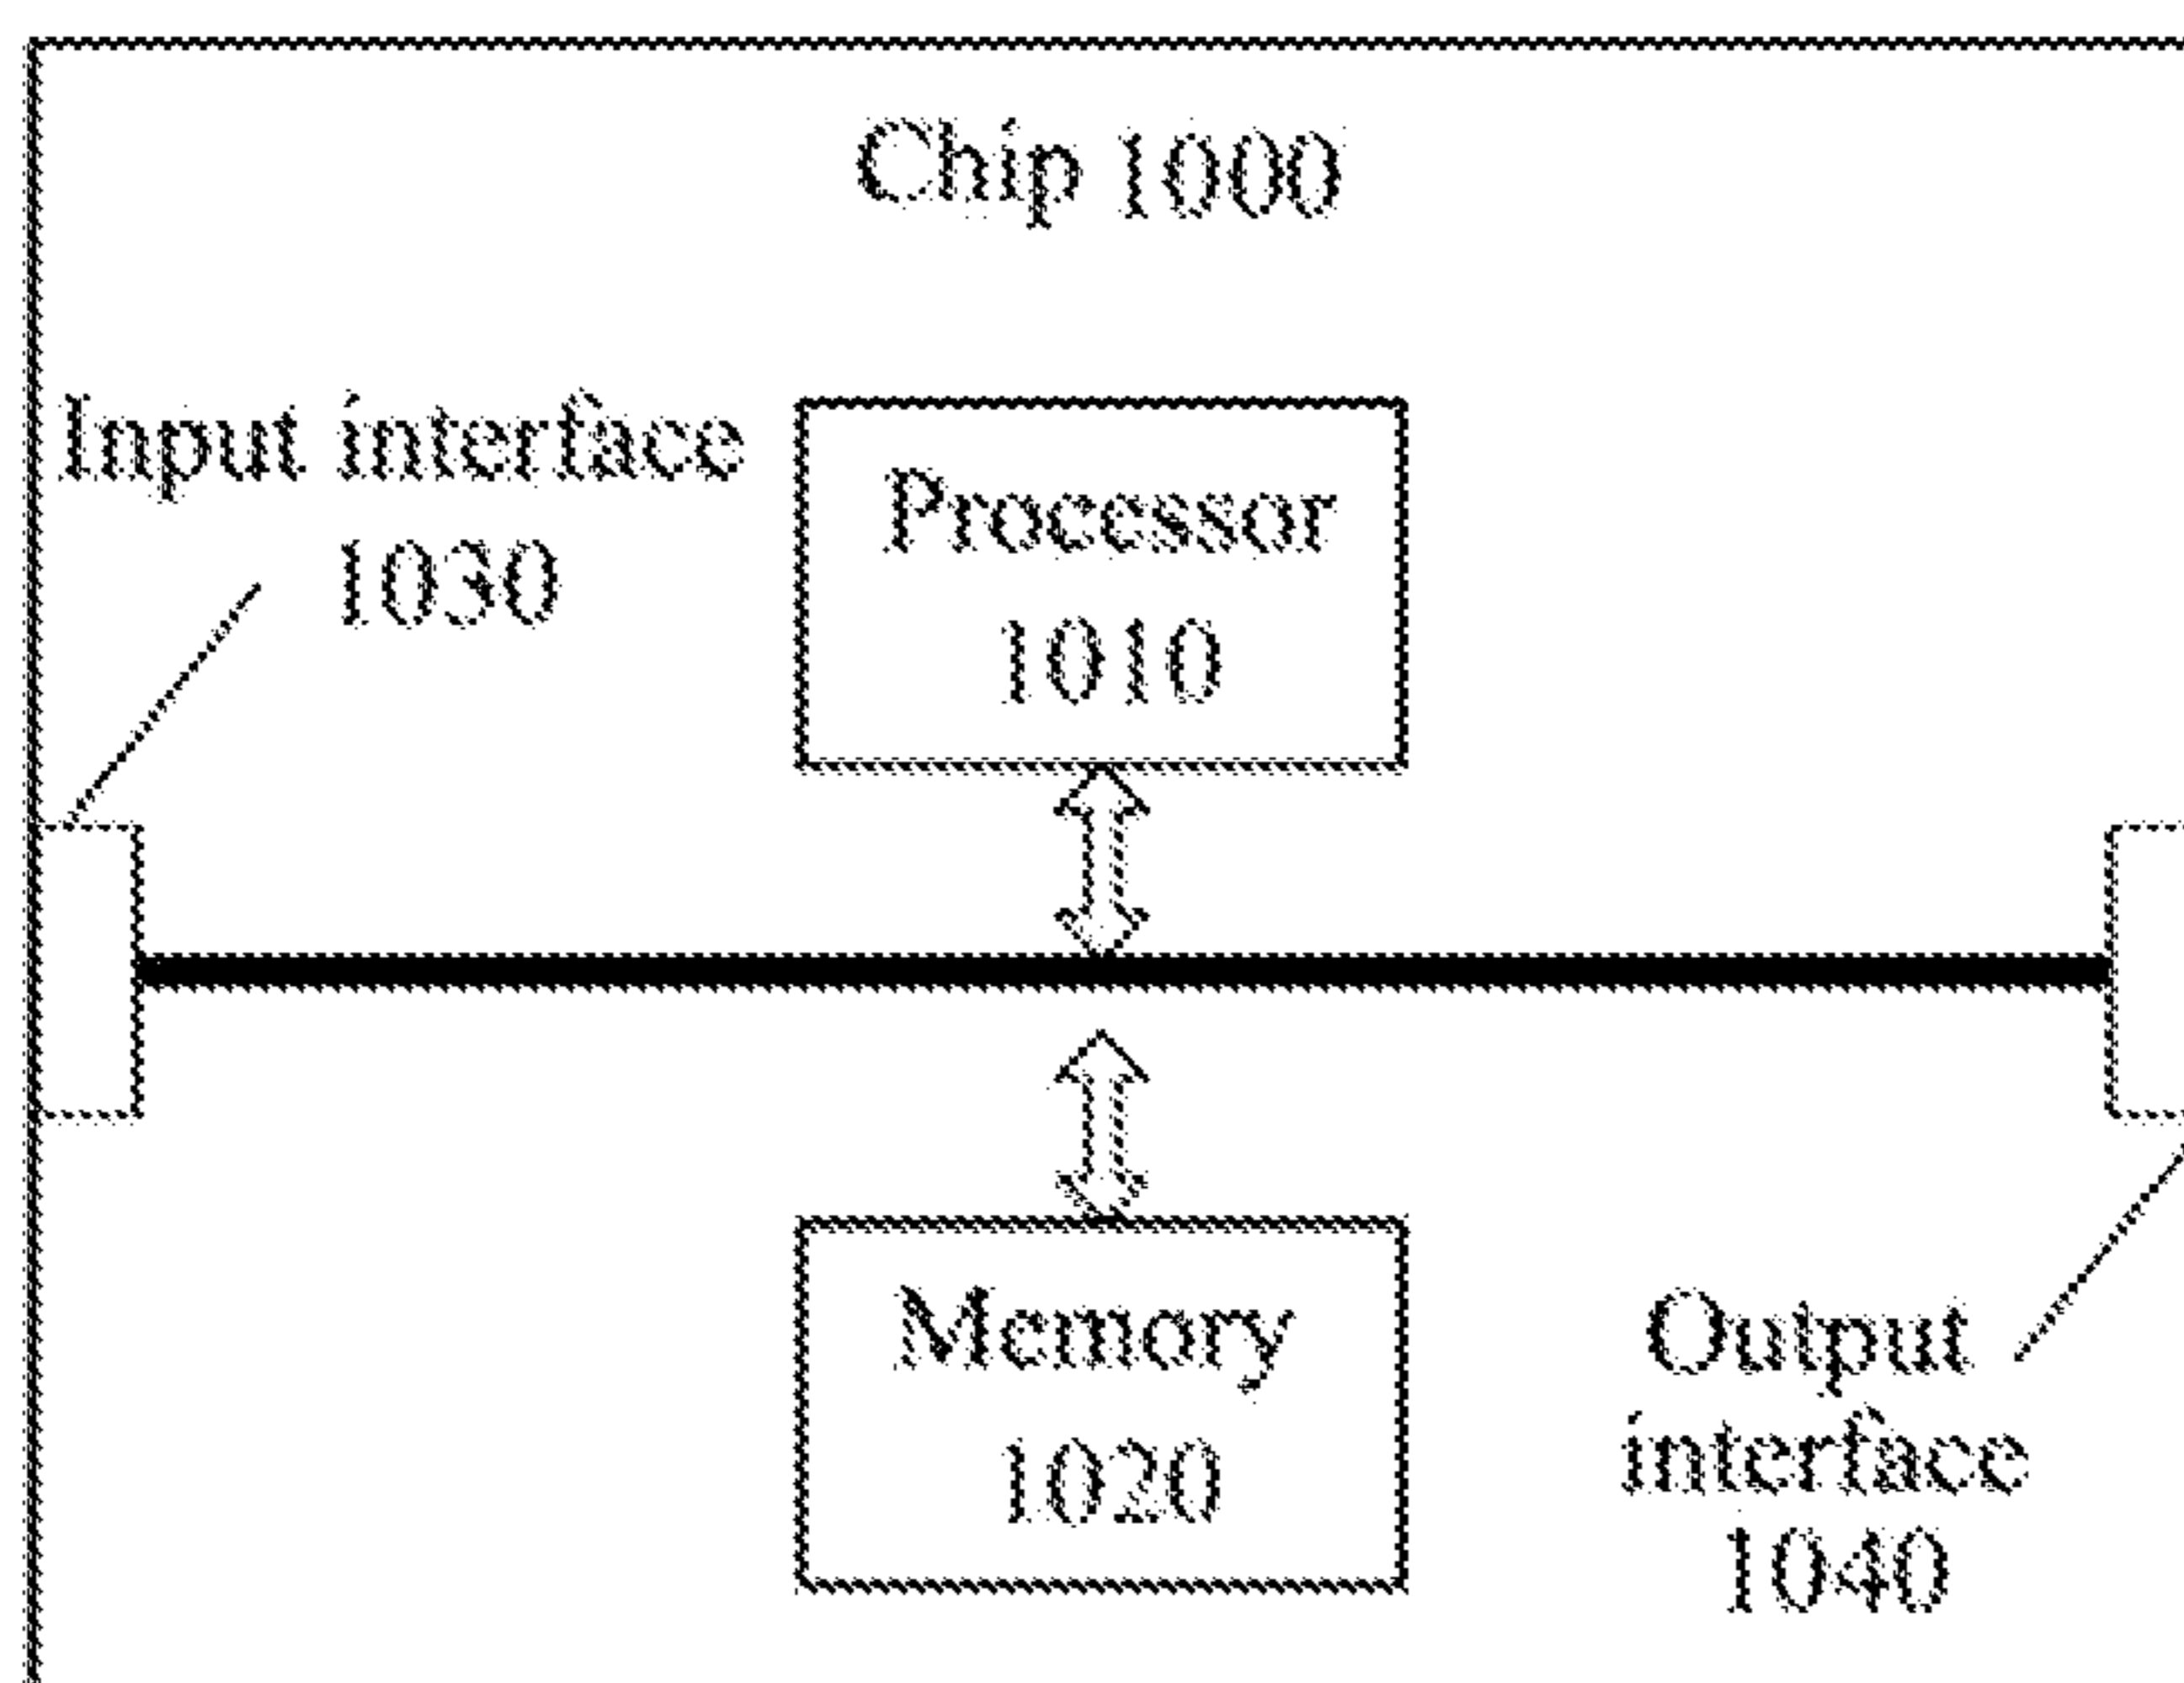 Chip 1000
Input interface
1030
Processor
1010
Memory
1020
Output
interface
1040